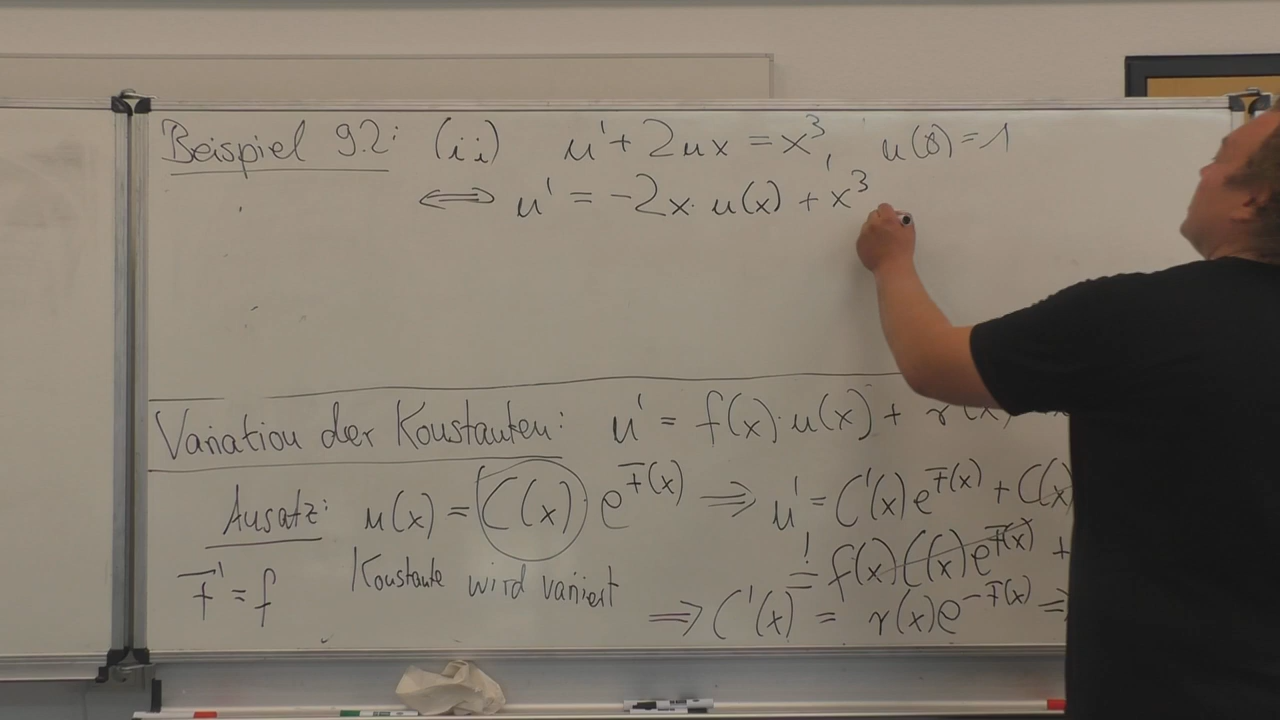 Beispiel 9.2: (ii) u' + 2ux = x³, u(0) = 1
⟺ u' = -2x · u(x) + x³
Variation der Konstanten: u' = f(x) · u(x) + r(x)
Ansatz: u(x) = C(x) e^{F(x)} ⟹ u' = C'(x) e^{F(x)} + C(x)
! = f(x) C(x) e^{F(x)} +
F' = f Konstante wird variiert
⟹ C'(x) = r(x) e^{-F(x)} ⟹